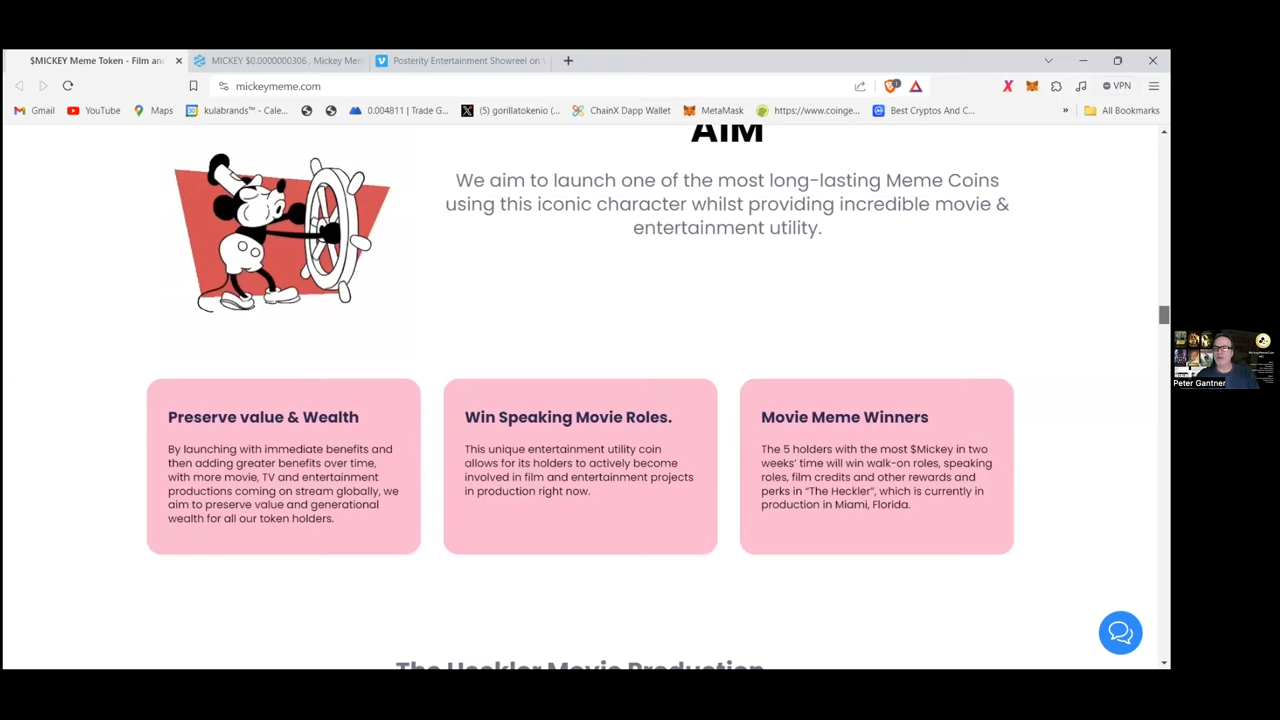 $MICKEY Meme Token - Film an
MICKEY $0.0000000306 , Mickey Mem
Posterity Entertainment Showreel on V
mickeymeme.com
VPN
Gmail
YouTube
Maps
kulabrands™ - Cale...
0.004811 | Trade G...
(5) gorillatokenio (...
ChainX Dapp Wallet
MetaMask
https://www.coinge...
Best Cryptos And C...
»
All Bookmarks
AIM
We aim to launch one of the most long-lasting Meme Coins
using this iconic character whilst providing incredible movie &
entertainment utility.
Preserve value & Wealth
By launching with immediate benefits and
then adding greater benefits over time,
with more movie, TV and entertainment
productions coming on stream globally, we
aim to preserve value and generational
wealth for all our token holders.
Win Speaking Movie Roles.
This unique entertainment utility coin
allows for its holders to actively become
involved in film and entertainment projects
in production right now.
Movie Meme Winners
The 5 holders with the most $Mickey in two
weeks' time will win walk-on roles, speaking
roles, film credits and other rewards and
perks in “The Heckler”, which is currently in
production in Miami, Florida.
The Heckler Movie Production
Peter Gantner